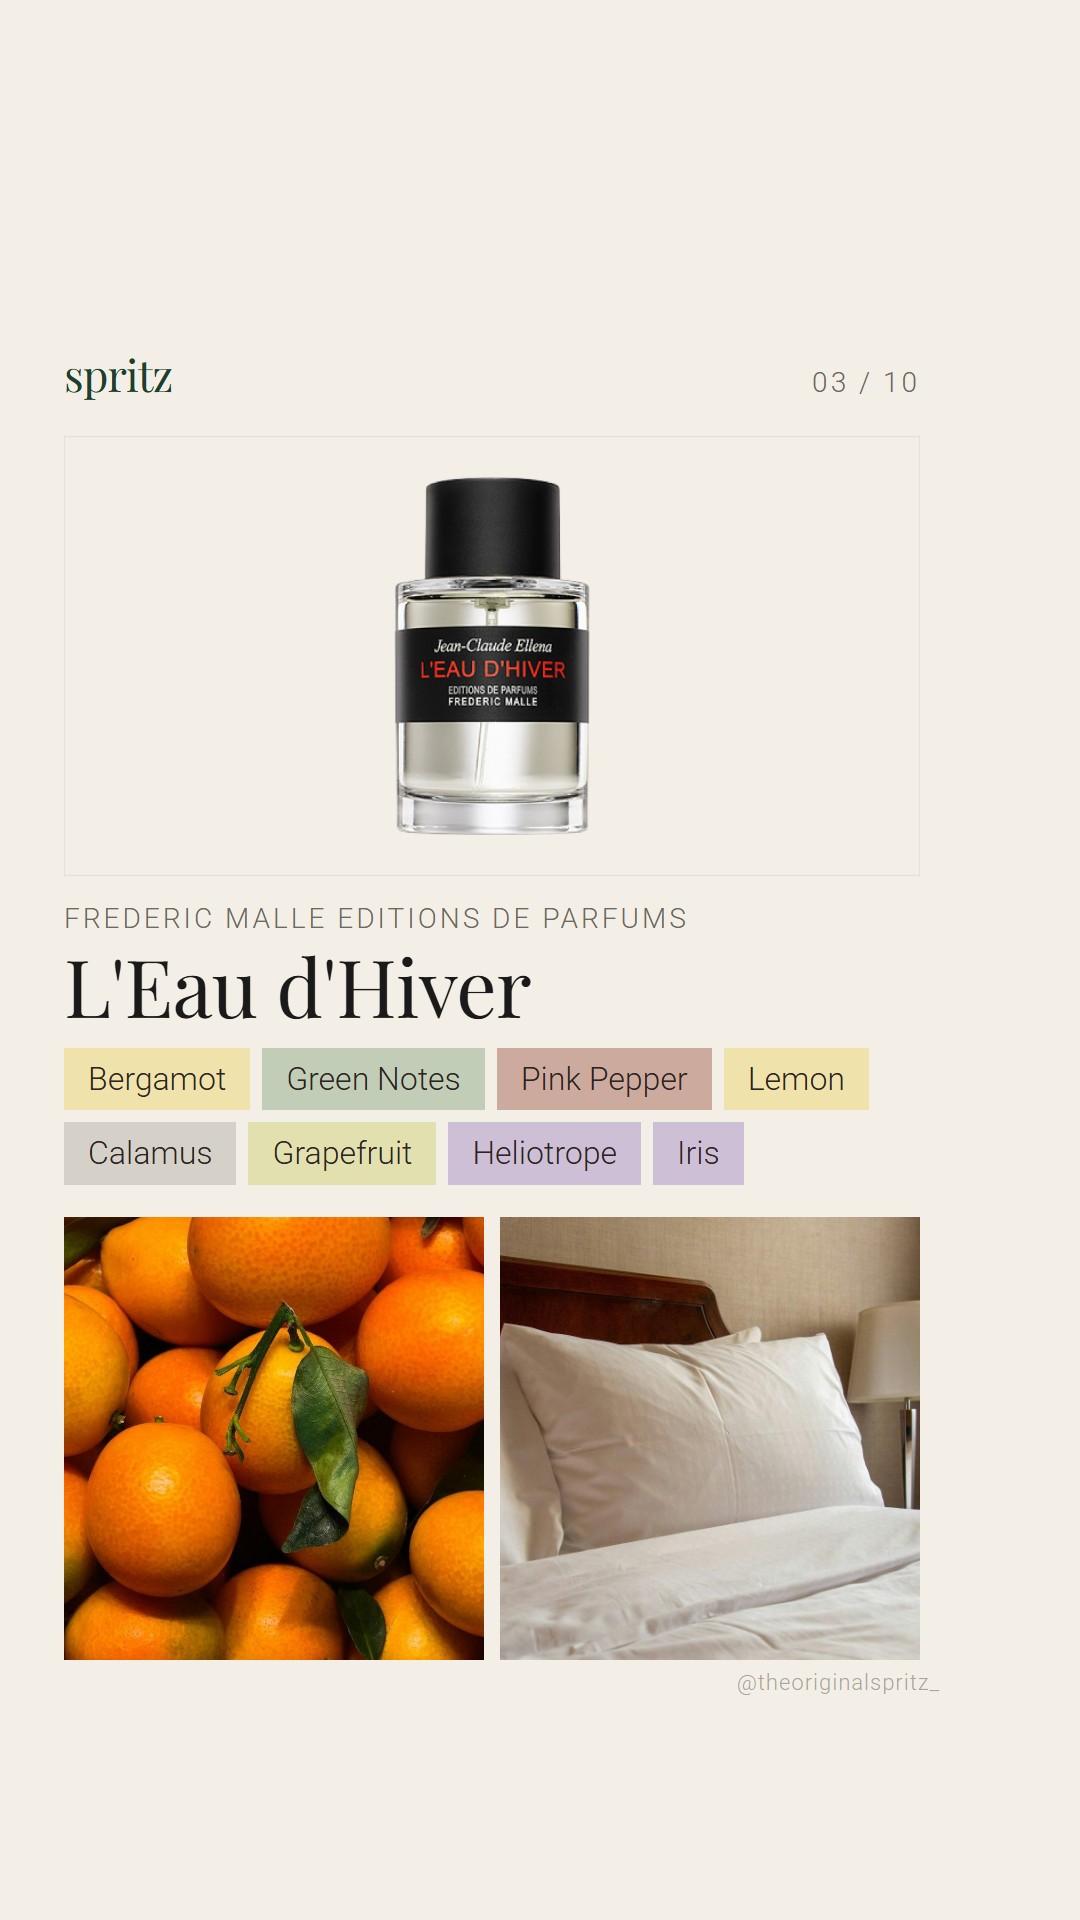 spritz
03 / 10
Jean-Claude Ellena
L'EAU D'HIVER
EDITIONS DE PARFUMS
FREDERIC MALLE
FREDERIC MALLE EDITIONS DE PARFUMS
L'Eau d'Hiver
Bergamot Green Notes Pink Pepper Lemon
Calamus Grapefruit Heliotrope Iris
@theoriginalspritz_